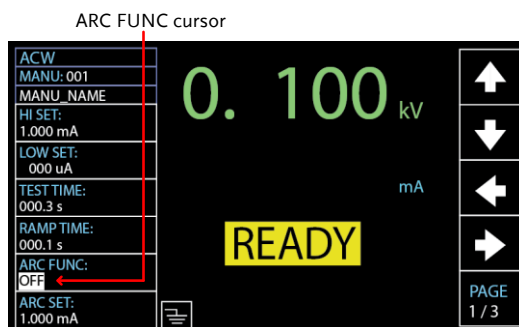 ARC FUNC cursor
ACW
MANU: 001
MANU_NAME
HI SET:
1.000 mA
LOW SET:
000 uA
TEST TIME:
000.3 s
RAMP TIME:
000.1 s
ARC FUNC:
OFF
ARC SET:
1.000 mA
0. 100 kV
mA
READY
PAGE
1 / 3